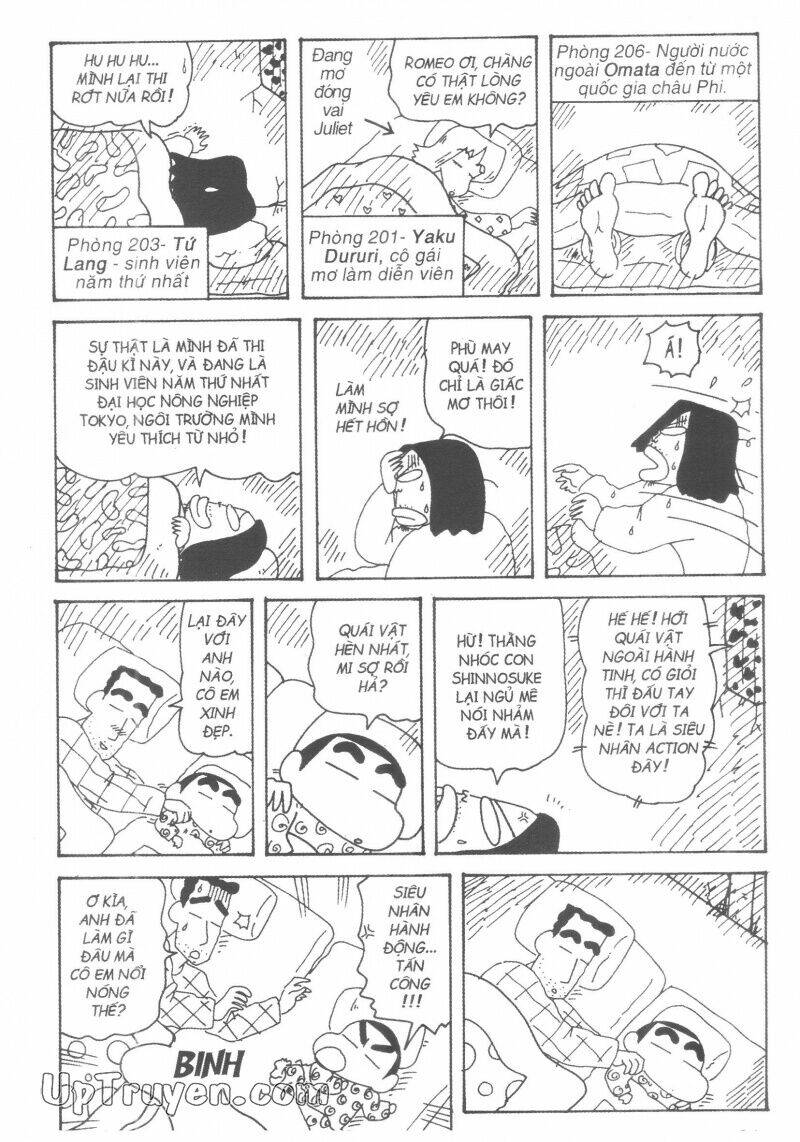 HU HU HU...
MÌNH LẠI THI
RỚT NỮA RỒI!
Phòng 203- Tứ
Lang - sinh viên
năm thứ nhất
Đang
mơ
đóng
vai
Juliet
ROMEO ƠI, CHÀNG
CÓ THẬT LÒNG
YÊU EM KHÔNG?
Phòng 201- Yaku
Dururi, cô gái
mơ làm diễn viên
Phòng 206- Người nước
ngoài Omata đến từ một
quốc gia châu Phi.
SỰ THẬT LÀ MÌNH ĐÃ THI
ĐẬU KÌ NÀY, VÀ ĐANG LÀ
SINH VIÊN NĂM THỨ NHẤT
ĐẠI HỌC NÔNG NGHIỆP
TOKYO, NGÔI TRƯỜNG MÌNH
YÊU THÍCH TỪ NHỎ!
PHÙ MAY
QUÁ! ĐÓ
CHỈ LÀ GIẤC
MƠ THÔI!
LÀM
MÌNH SỢ
HẾT HỒN!
Á!
LẠI ĐÂY
VỚI
ANH
NÀO,
CÔ EM
XINH
ĐẸP.
QUÁI VẬT
HÈN NHÁT,
MI SỢ RỒI
HẢ?
HỪ! THẰNG
NHÓC CON
SHINNOSUKE
LẠI NGỦ MÊ
NÓI NHẢM
ĐẤY MÀ!
HẾ HẾ! HỠI
QUÁI VẬT
NGOÀI HÀNH
TINH, CÓ GIỎI
THÌ ĐẤU TAY
ĐÔI VỚI TA
NÈ! TA LÀ SIÊU
NHÂN ACTION
ĐÂY!
Ơ KÌA,
ANH ĐÃ
LÀM GÌ
ĐÂU MÀ
CÔ EM NỔI
NÓNG
THẾ?
SIÊU
NHÂN
HÀNH
ĐỘNG...
TẤN
CÔNG
!!!
BINH
UpTruyen.com